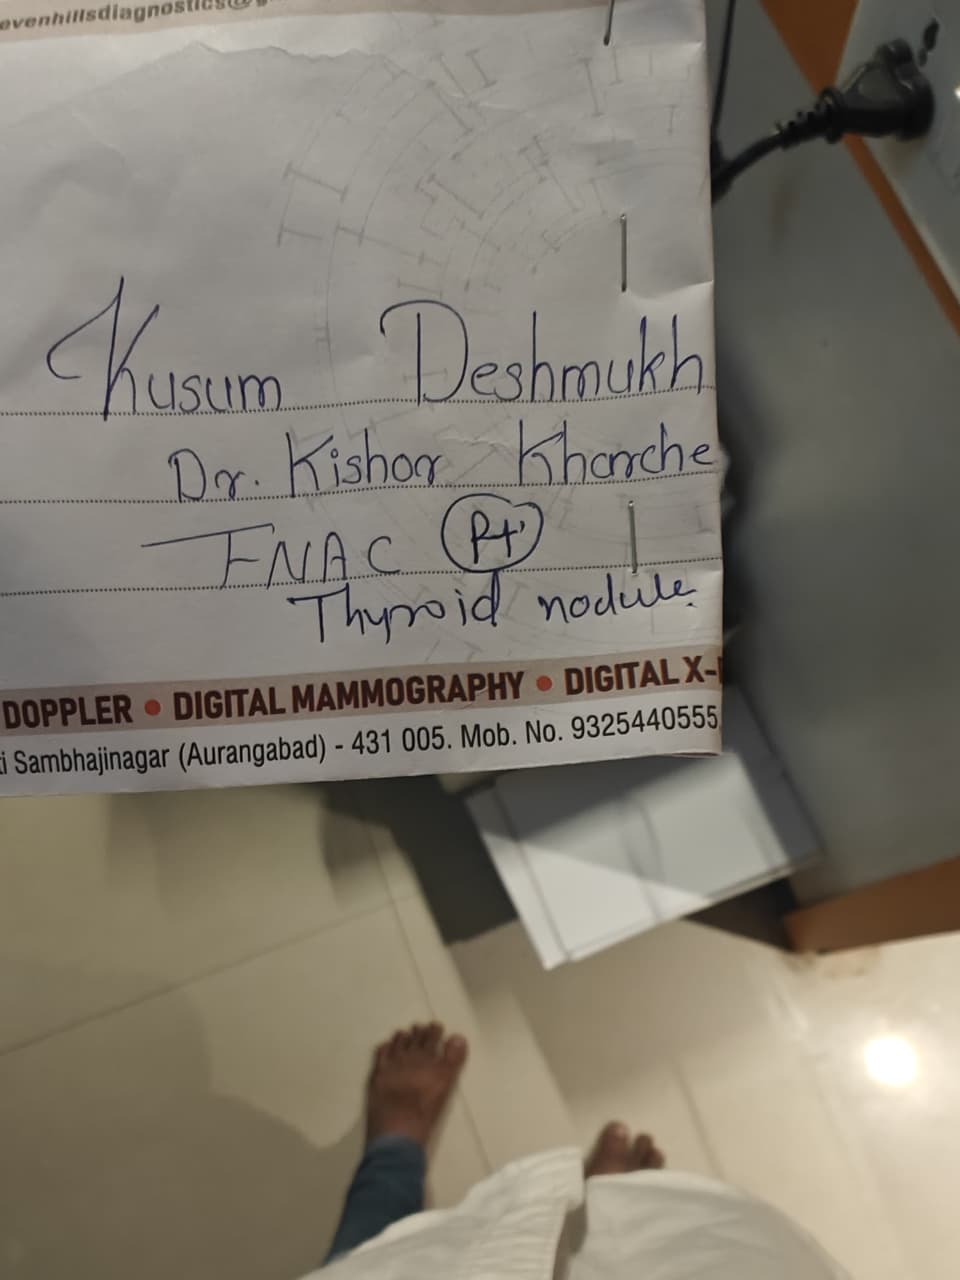 evenhillsdiagnostics@
Kusum Deshmukh
Dr. Kishor Kharche
FNAC Rt
Thyroid nodule
DOPPLER • DIGITAL MAMMOGRAPHY • DIGITAL X-
Sambhajinagar (Aurangabad) - 431 005. Mob. No. 9325440555